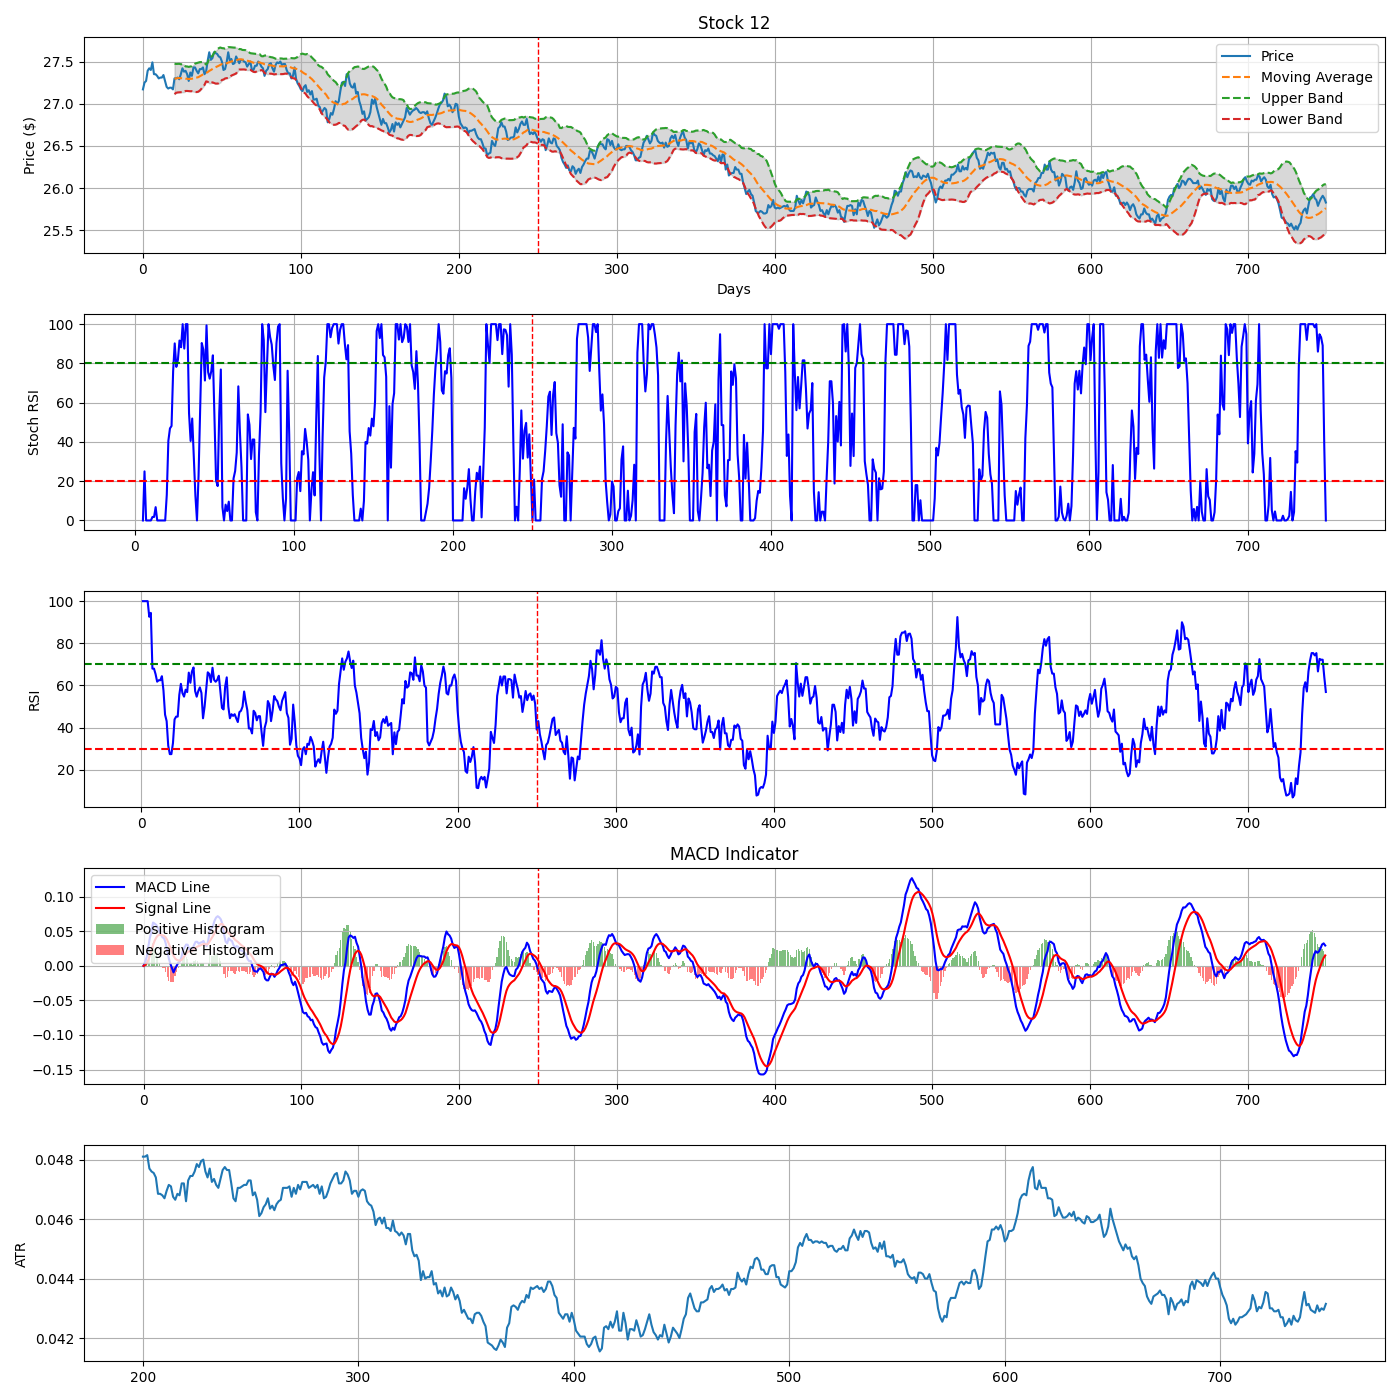 Stock 12
Price ($)
27.5
27.0
26.5
26.0
25.5
Price
Moving Average
Upper Band
Lower Band
0 100 200 300 400 500 600 700
Days
Stoch RSI
100
80
60
40
20
0
0 100 200 300 400 500 600 700
RSI
100
80
60
40
20
0 100 200 300 400 500 600 700
MACD Indicator
0.10
0.05
0.00
−0.05
−0.10
−0.15
MACD Line
Signal Line
Positive Histogram
Negative Histogram
0 100 200 300 400 500 600 700
ATR
0.048
0.046
0.044
0.042
200 300 400 500 600 700